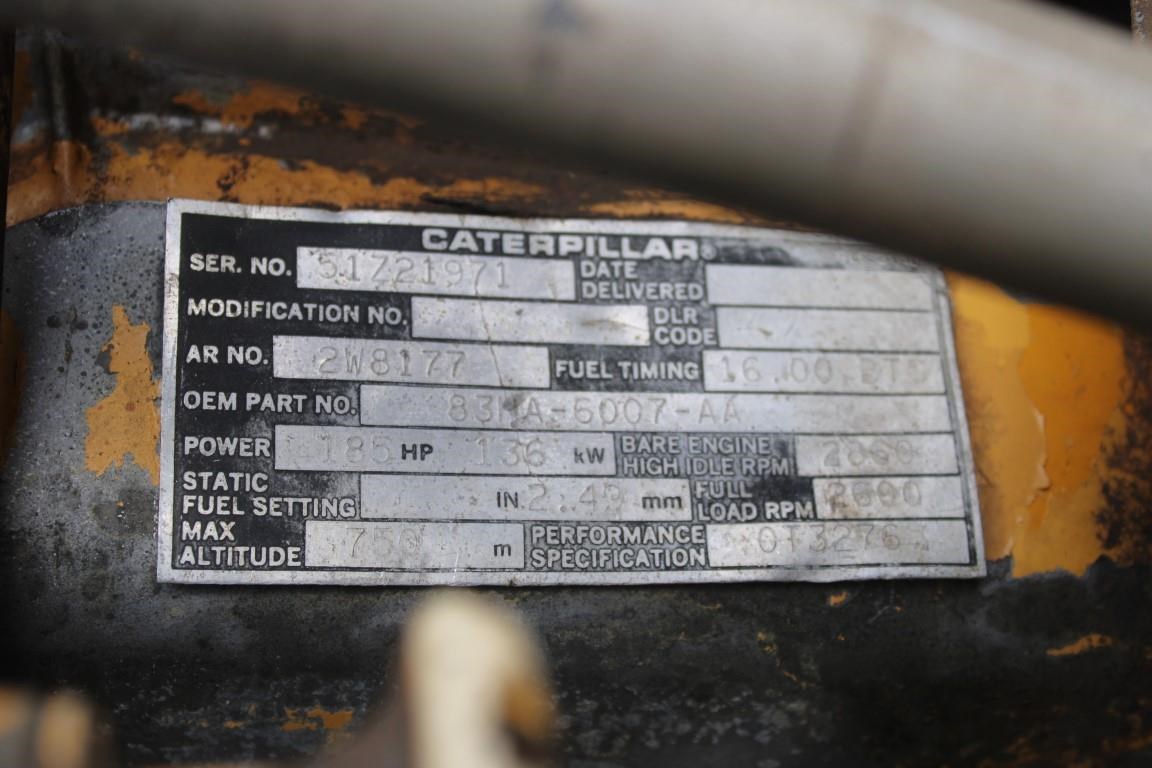 CATERPILLAR®
SER. NO. 51Z21971 DATE DELIVERED
MODIFICATION NO. DLR CODE
AR NO. 2W8177 FUEL TIMING 16.00
OEM PART NO. -6007-AA
POWER 185 HP 136 kW BARE ENGINE HIGH IDLE RPM
STATIC FUEL SETTING IN. 2.49 mm FULL LOAD RPM 2600
MAX ALTITUDE 750 m PERFORMANCE SPECIFICATION